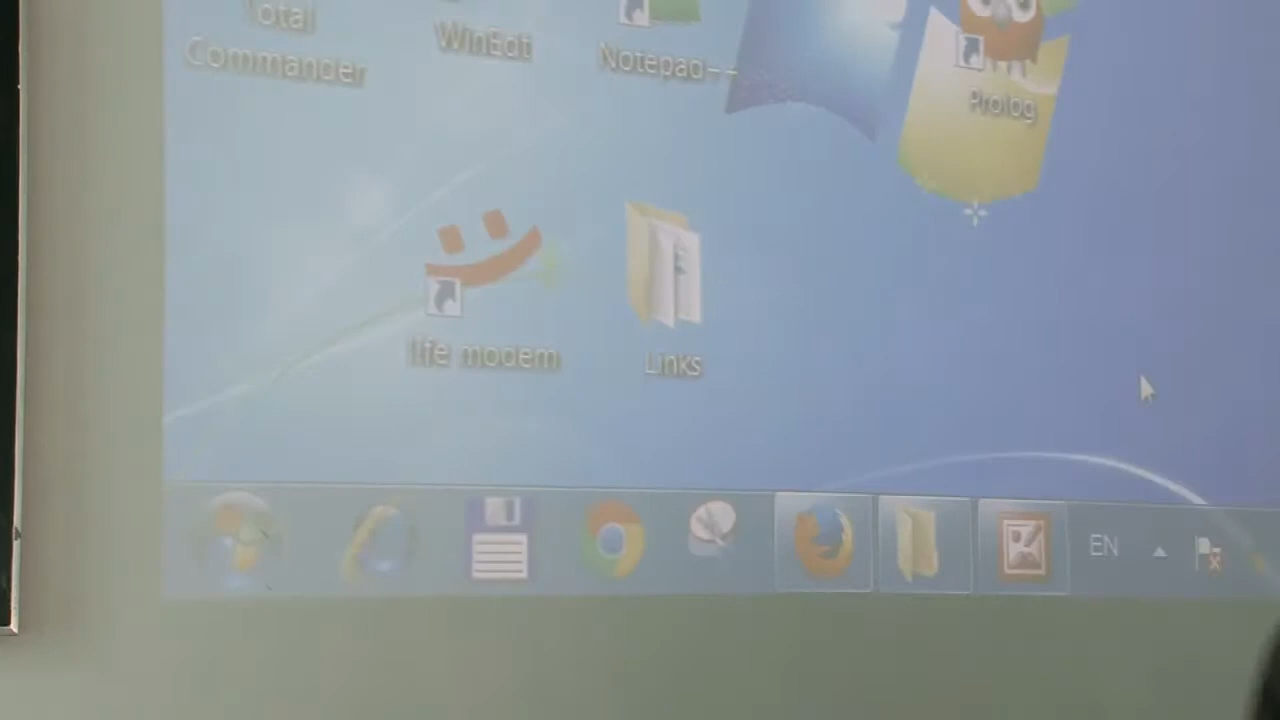 Total
Commander
WinEdt
Notepad++
Prolog
life modem
Links
EN